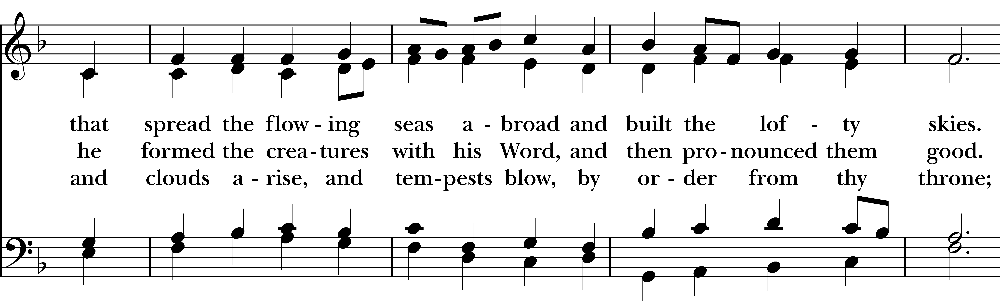 that spread the flow - ing seas a - broad and built the lof - ty skies.
he formed the crea - tures with his Word, and then pro - nounced them good.
and clouds a - rise, and tem - pests blow, by or - der from thy throne;